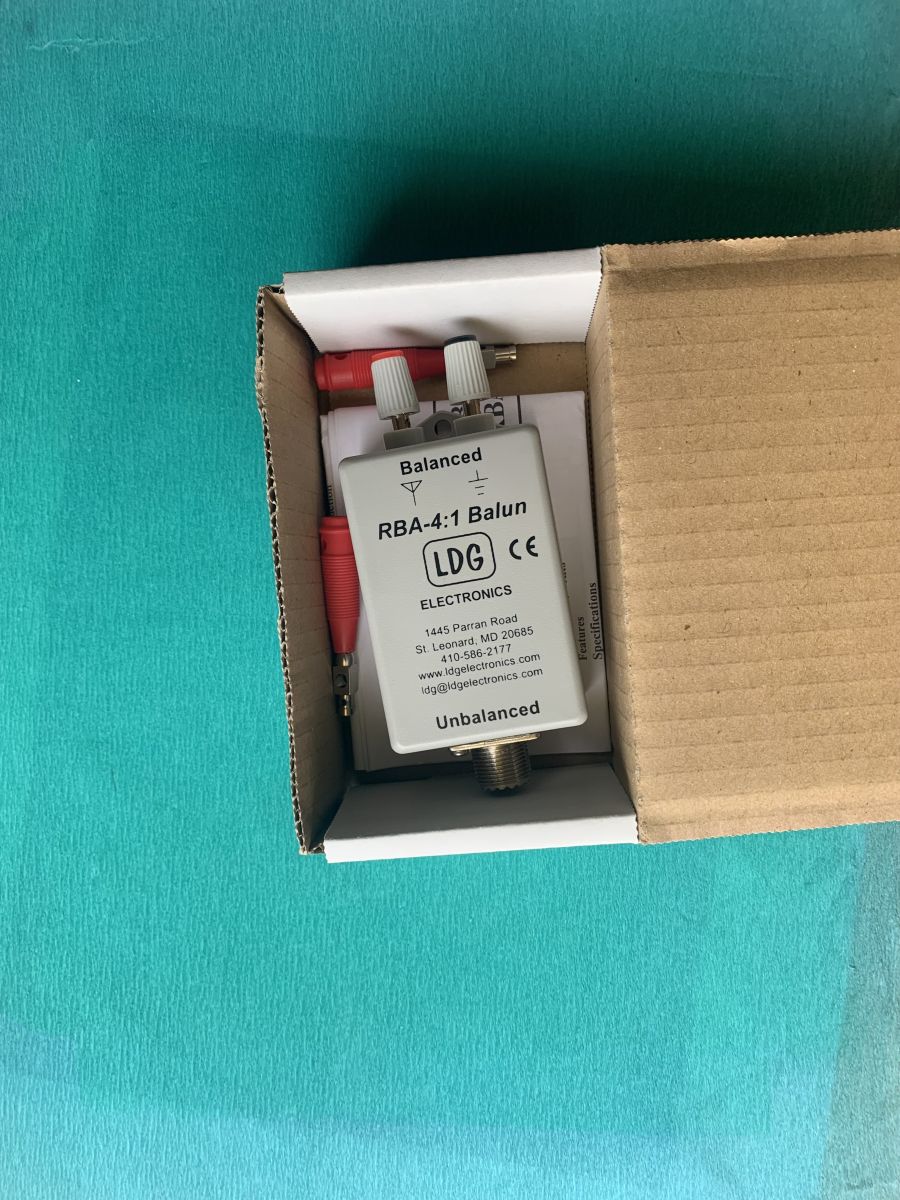 Balanced
RBA-4:1 Balun
LDG CE
ELECTRONICS
1445 Parran Road
St. Leonard, MD 20685
410-586-2177
www.ldgelectronics.com
ldg@ldgelectronics.com
Unbalanced
Features
Specifications